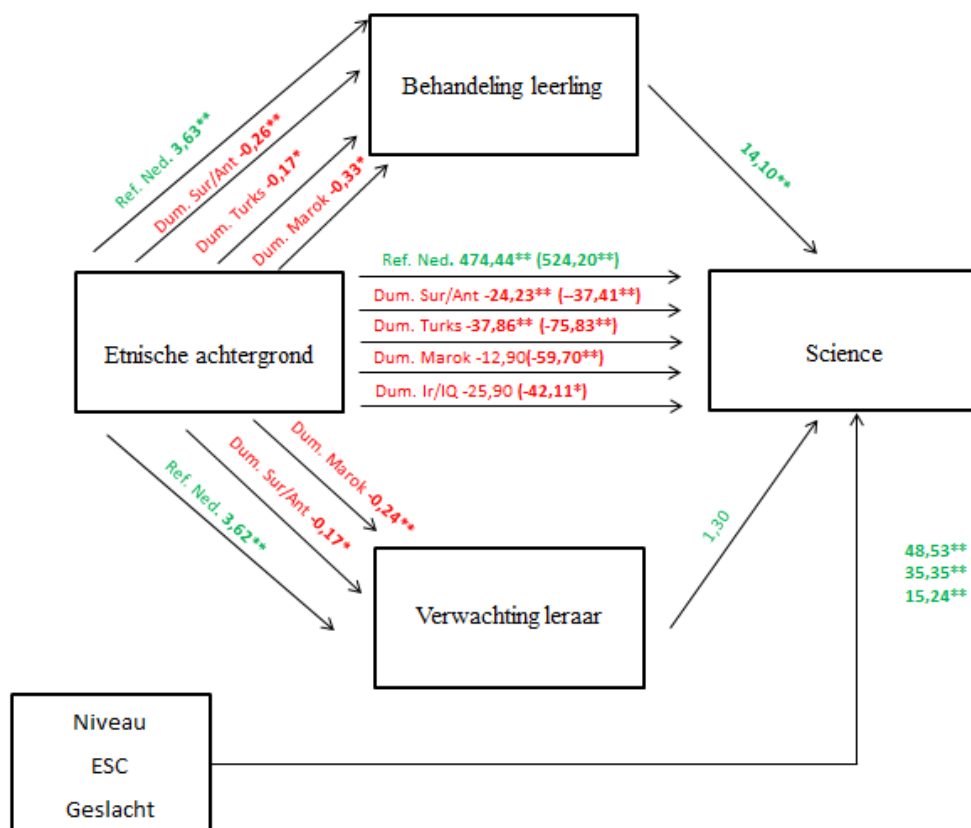 Behandeling leerling
Ref. Ned. 3,63**
Dum. Sur/Ant -0,26**
Dum. Turks -0,17*
Dum. Marok -0,33*
14,10**
Etnische achtergrond
Ref. Ned. 474,44** (524,20**)
Dum. Sur/Ant -24,23** (--37,41**)
Dum. Turks -37,86** (-75,83**)
Dum. Marok -12,90(-59,70**)
Dum. Ir/IQ -25,90 (-42,11*)
Science
Ref. Ned. 3,62**
Dum. Sur/Ant -0,17*
Dum. Marok -0,24**
1,30
Verwachting leraar
48,53**
35,35**
15,24**
Niveau
ESC
Geslacht